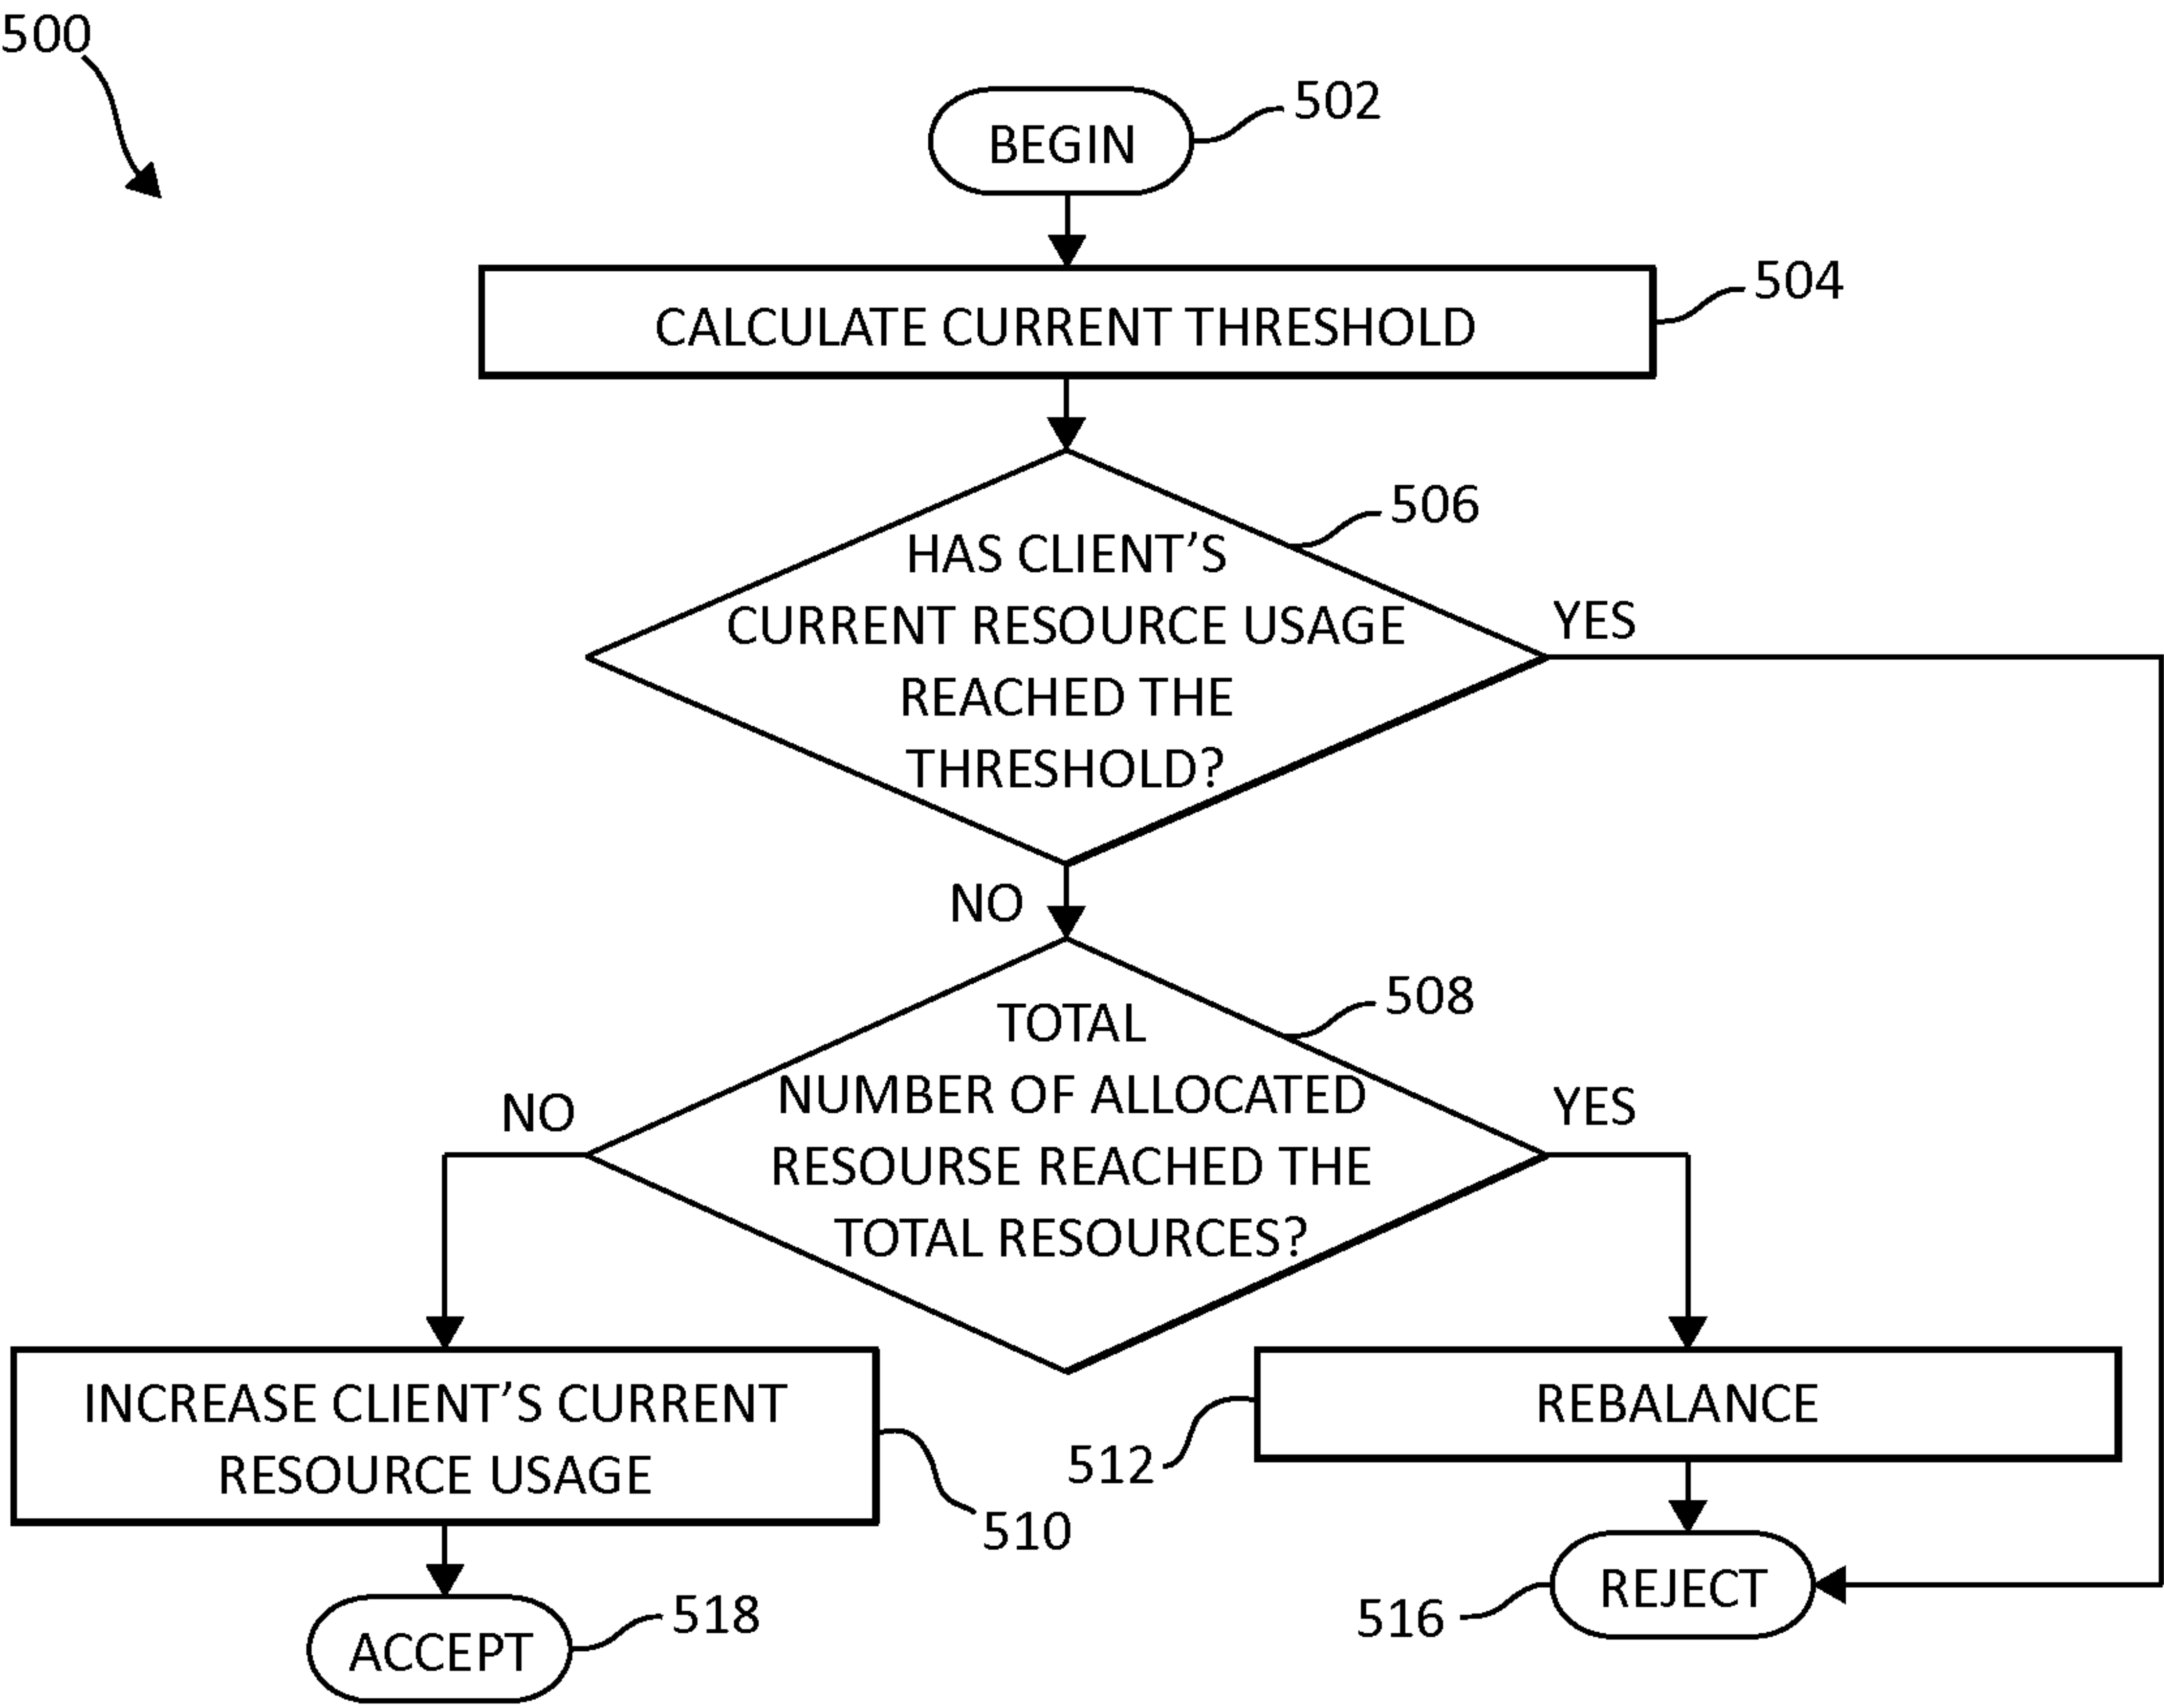 500
BEGIN
502
CALCULATE CURRENT THRESHOLD
504
506
HAS CLIENT’S
CURRENT RESOURCE USAGE
REACHED THE
THRESHOLD?
YES
NO
508
TOTAL
NUMBER OF ALLOCATED
RESOURSE REACHED THE
TOTAL RESOURCES?
NO
YES
INCREASE CLIENT’S CURRENT
RESOURCE USAGE
510
REBALANCE
512
ACCEPT
518
REJECT
516